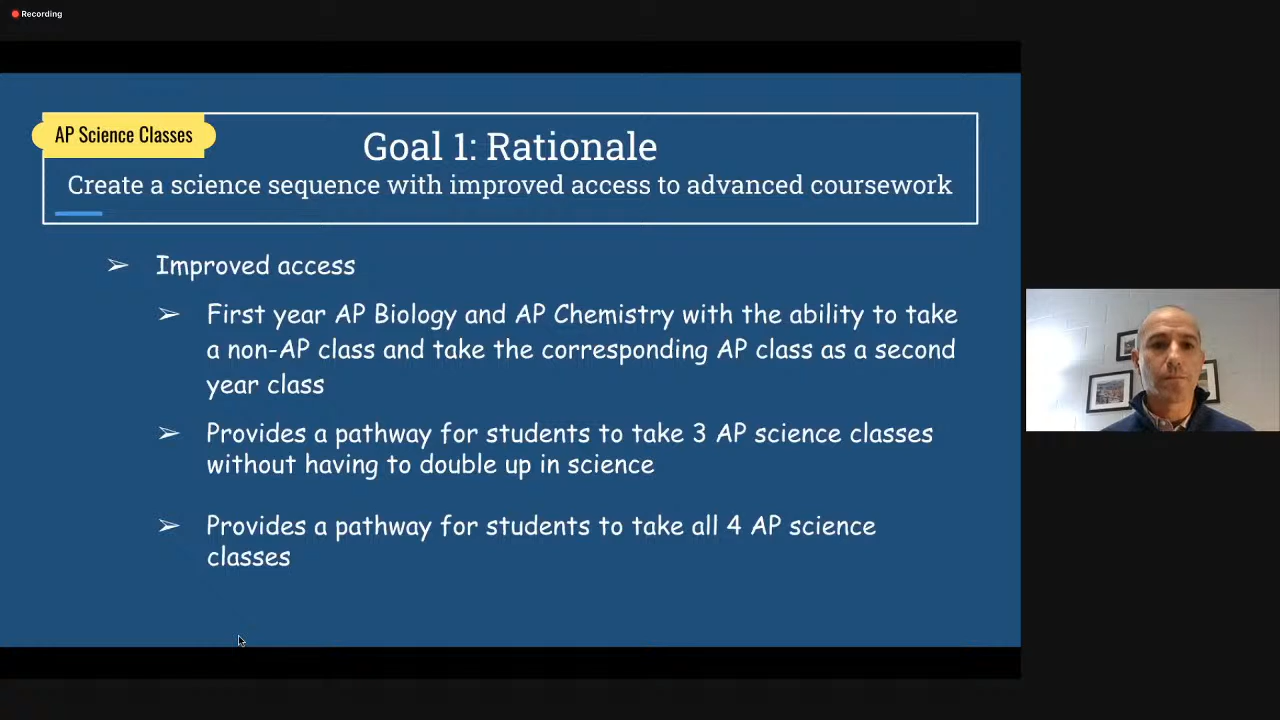 Recording
AP Science Classes
Goal 1: Rationale
Create a science sequence with improved access to advanced coursework
➢ Improved access
➢ First year AP Biology and AP Chemistry with the ability to take
a non-AP class and take the corresponding AP class as a second
year class
➢ Provides a pathway for students to take 3 AP science classes
without having to double up in science
➢ Provides a pathway for students to take all 4 AP science
classes